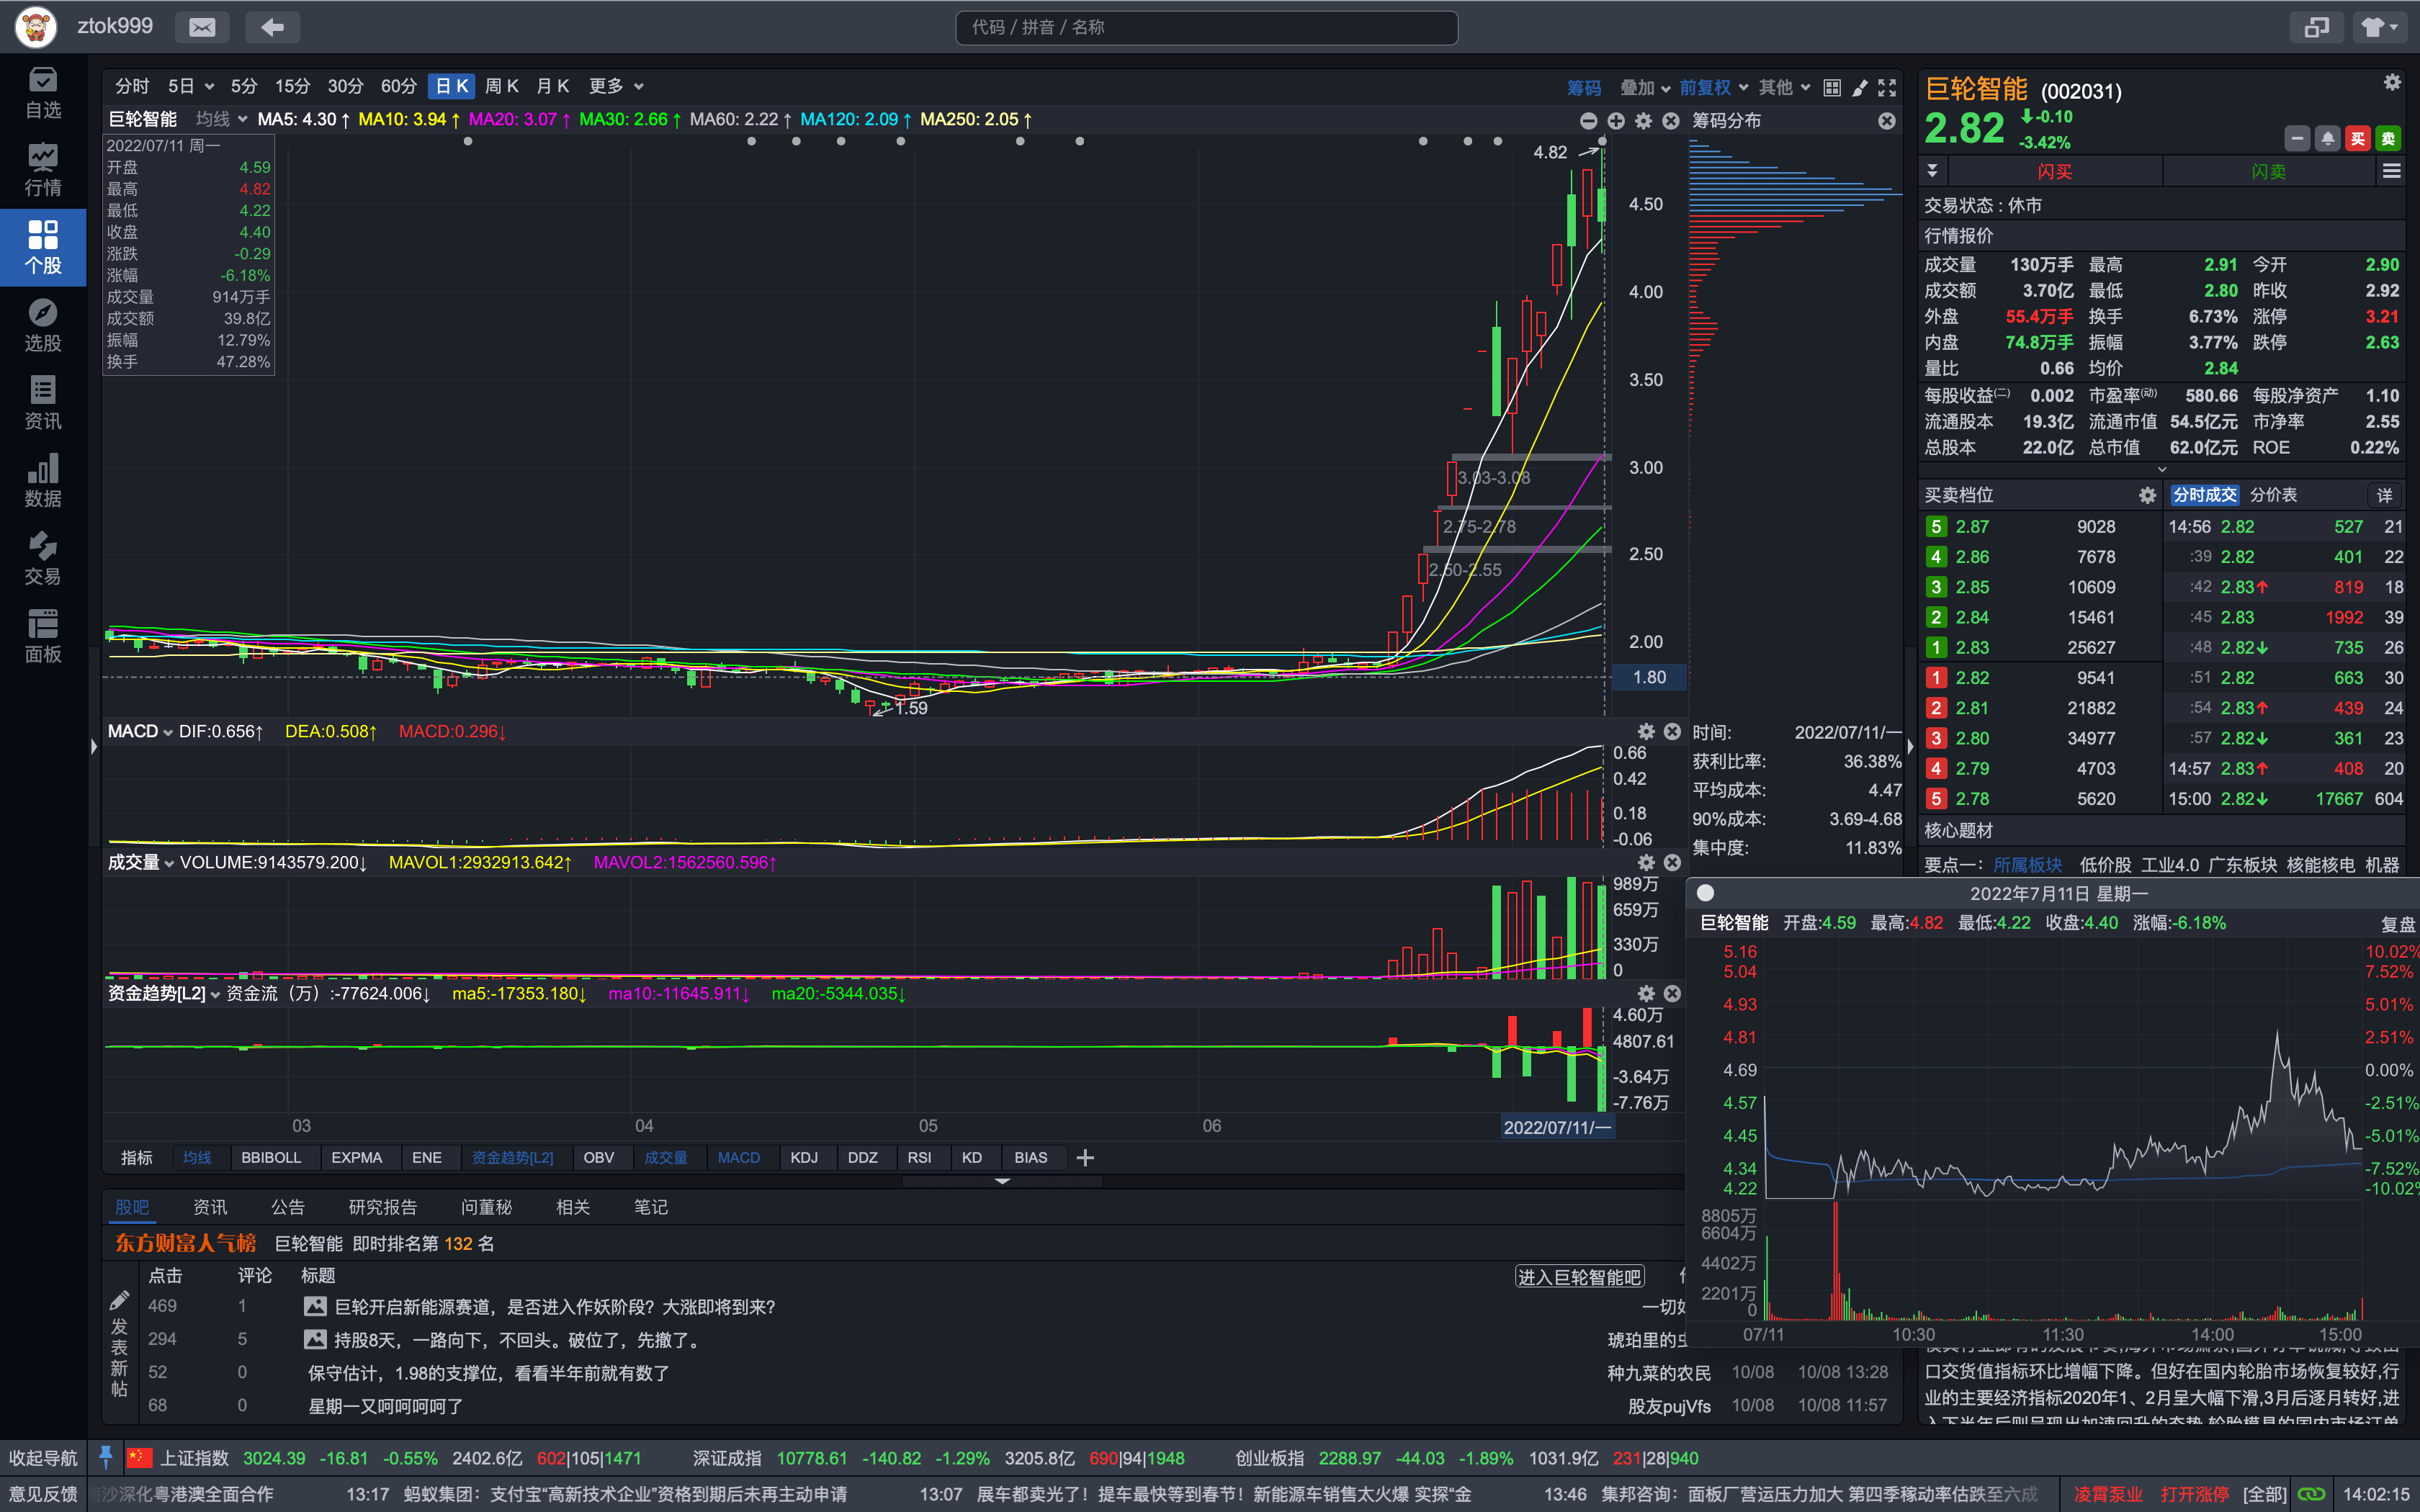 ztok999
代码 / 拼音 / 名称
自选
行情
个股
选股
资讯
数据
交易
面板
分时 5日 5分 15分 30分 60分 日K 周K 月K 更多 筹码 叠加 前复权 其他
巨轮智能 均线 MA5: 4.30↑ MA10: 3.94↑ MA20: 3.07↑ MA30: 2.66↑ MA60: 2.22↑ MA120: 2.09↑ MA250: 2.05↑
2022/07/11 周一
开盘 4.59
最高 4.82
最低 4.22
收盘 4.40
涨跌 -0.29
涨幅 -6.18%
成交量 914万手
成交额 39.8亿
振幅 12.79%
换手 47.28%
4.82
4.50
4.00
3.50
3.00
2.50
2.00
1.80
3.03-3.08
2.75-2.78
2.50-2.55
1.59
筹码分布
MACD DIF:0.656↑ DEA:0.508↑ MACD:0.296↓
0.66
0.42
0.18
-0.06
成交量 VOLUME:9143579.200↓ MAVOL1:2932913.642↑ MAVOL2:1562560.596↑
989万
659万
330万
0
资金趋势[L2] 资金流（万）:-77624.006↓ ma5:-17353.180↓ ma10:-11645.911↓ ma20:-5344.035↓
4.60万
4807.61
-3.64万
-7.76万
03 04 05 06 2022/07/11/一
时间: 2022/07/11/一
获利比率: 36.38%
平均成本: 4.47
90%成本: 3.69-4.68
集中度: 11.83%
指标 均线 BBIBOLL EXPMA ENE 资金趋势[L2] OBV 成交量 MACD KDJ DDZ RSI KD BIAS
股吧 资讯 公告 研究报告 问董秘 相关 笔记
东方财富人气榜 巨轮智能 即时排名第 132 名
点击 评论 标题 进入巨轮智能吧
发表新帖
469 1 巨轮开启新能源赛道，是否进入作妖阶段？大涨即将到来？ 一切如
294 5 持股8天，一路向下，不回头。破位了，先撤了。 琥珀里的虫
52 0 保守估计，1.98的支撑位，看看半年前就有数了 种九菜的农民 10/08 10/08 13:28
68 0 星期一又呵呵呵呵了 股友pujVfs 10/08 10/08 11:57
巨轮智能 (002031)
2.82 -0.10
-3.42%
买 卖
闪买 闪卖
交易状态 : 休市
行情报价
成交量 130万手 最高 2.91 今开 2.90
成交额 3.70亿 最低 2.80 昨收 2.92
外盘 55.4万手 换手 6.73% 涨停 3.21
内盘 74.8万手 振幅 3.77% 跌停 2.63
量比 0.66 均价 2.84
每股收益(二) 0.002 市盈率(动) 580.66 每股净资产 1.10
流通股本 19.3亿 流通市值 54.5亿元 市净率 2.55
总股本 22.0亿 总市值 62.0亿元 ROE 0.22%
买卖档位 分时成交 分价表 详
5 2.87 9028 14:56 2.82 527 21
4 2.86 7678 :39 2.82 401 22
3 2.85 10609 :42 2.83↑ 819 18
2 2.84 15461 :45 2.83 1992 39
1 2.83 25627 :48 2.82↓ 735 26
1 2.82 9541 :51 2.82 663 30
2 2.81 21882 :54 2.83↑ 439 24
3 2.80 34977 :57 2.82↓ 361 23
4 2.79 4703 14:57 2.83↑ 408 20
5 2.78 5620 15:00 2.82↓ 17667 604
核心题材
要点一： 所属板块 低价股 工业4.0 广东板块 核能核电 机器
2022年7月11日 星期一
巨轮智能 开盘:4.59 最高:4.82 最低:4.22 收盘:4.40 涨幅:-6.18% 复盘
5.16 10.02%
5.04 7.52%
4.93 5.01%
4.81 2.51%
4.69 0.00%
4.57 -2.51%
4.45 -5.01%
4.34 -7.52%
4.22 -10.02%
8805万
6604万
4402万
2201万
0
07/11 10:30 11:30 14:00 15:00
口交货值指标环比增幅下降。但好在国内轮胎市场恢复较好,行
业的主要经济指标2020年1、2月呈大幅下滑,3月后逐月转好,进
入下半年后则呈现出加速回升的态势,轮胎模具的国内市场订单
收起导航 上证指数 3024.39 -16.81 -0.55% 2402.6亿 602|105|1471 深证成指 10778.61 -140.82 -1.29% 3205.8亿 690|94|1948 创业板指 2288.97 -44.03 -1.89% 1031.9亿 231|28|940
意见反馈 沙深化粤港澳全面合作 13:17 蚂蚁集团：支付宝“高新技术企业”资格到期后未再主动申请 13:07 展车都卖光了！提车最快等到春节！新能源车销售太火爆 实探“金 13:46 集邦咨询：面板厂营运压力加大 第四季稼动率估跌至六成 凌霄泵业 打开涨停 [全部] 14:02:15